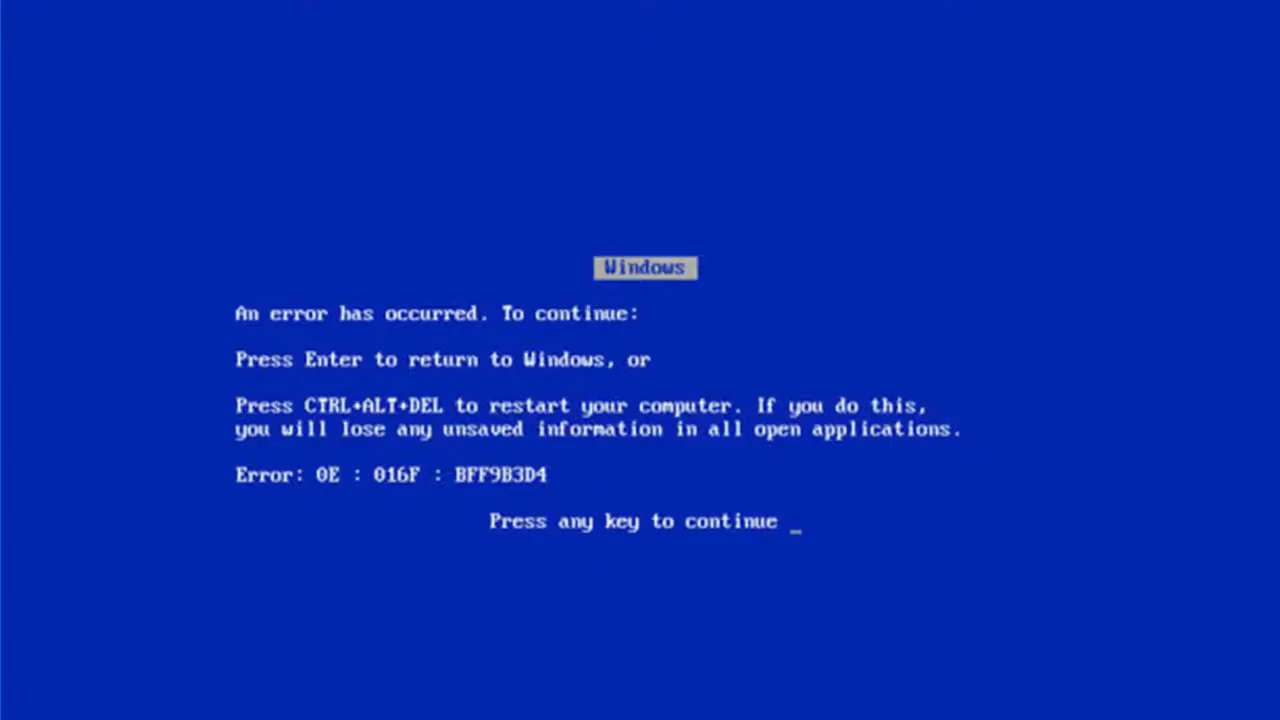 Windows
An error has occurred. To continue:
Press Enter to return to Windows, or
Press CTRL+ALT+DEL to restart your computer. If you do this,
you will lose any unsaved information in all open applications.
Error: 0E : 016F : BFF9B3D4
Press any key to continue _